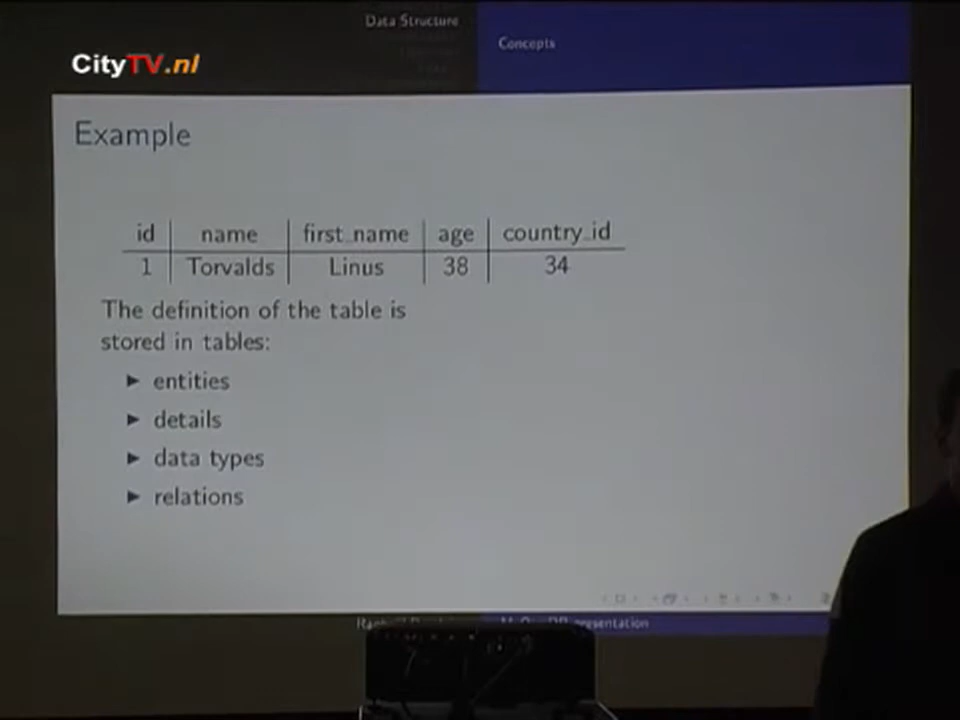 Data Structure
Concepts
CityTV.nl
Example
id name first_name age country_id
1 Torvalds Linus 38 34
The definition of the table is
stored in tables:
► entities
► details
► data types
► relations
presentation